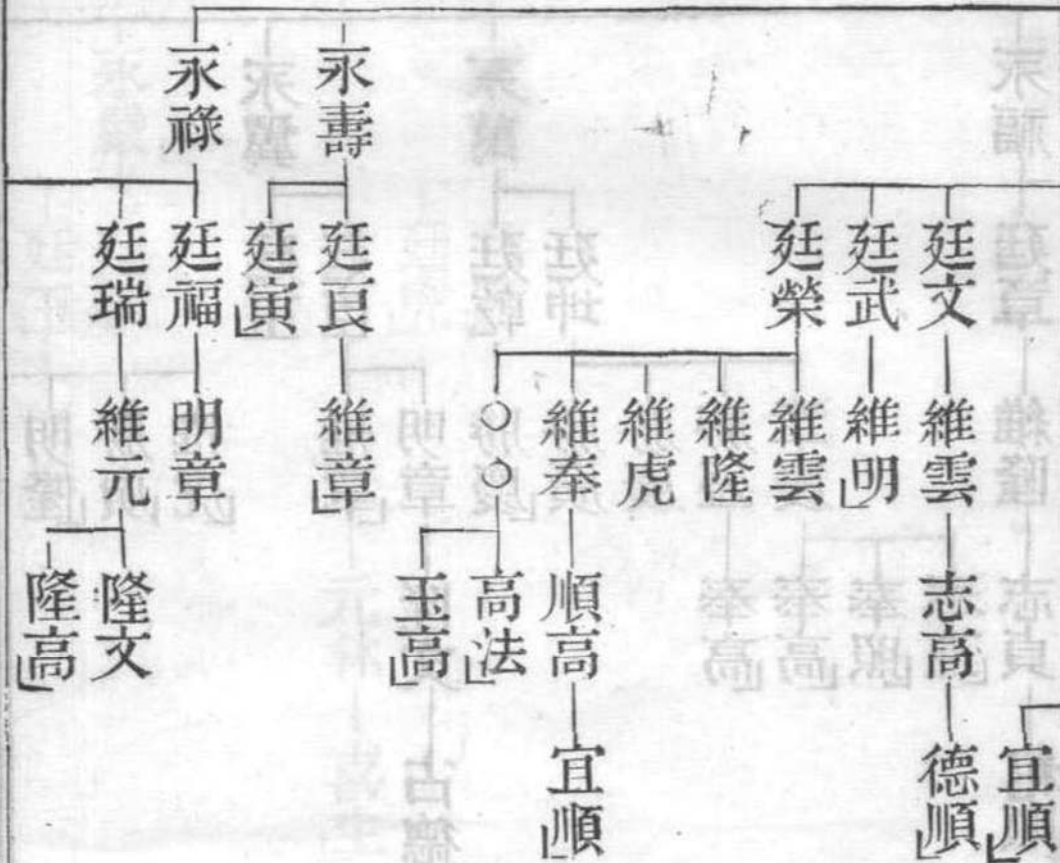 永壽
永祿
廷文
廷武
廷榮
廷良
廷寅
廷福
廷瑞
維雲
維明
維雲
維隆
維虎
維奉
○○
維章
明章
維元
志高
順高
高法
玉高
隆文
隆高
宜順
德順
宜順